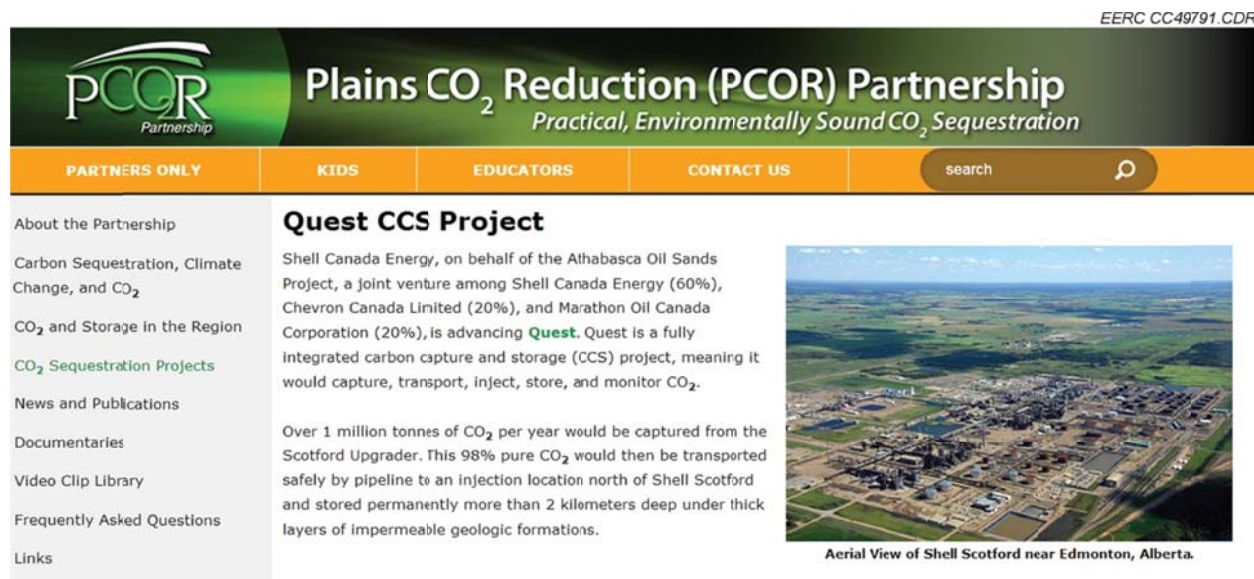 EERC CC49791.CDR
PCO2R
Partnership
Plains CO2 Reduction (PCOR) Partnership
Practical, Environmentally Sound CO2 Sequestration
PARTNERS ONLY KIDS EDUCATORS CONTACT US search
About the Partnership
Carbon Sequestration, Climate
Change, and CO2
CO2 and Storage in the Region
CO2 Sequestration Projects
News and Publications
Documentaries
Video Clip Library
Frequently Asked Questions
Links
Quest CCS Project
Shell Canada Energy, on behalf of the Athabasca Oil Sands
Project, a joint venture among Shell Canada Energy (60%),
Chevron Canada Linited (20%), and Marathon Oil Canada
Corporation (20%), is advancing Quest. Quest is a fully
integrated carbon capture and storage (CCS) project, meaning it
would capture, transport, inject, store, and monitor CO2.
Over 1 million tonnes of CO2 per year would be captured from the
Scotford Upgrader. This 98% pure CO2 would then be transported
safely by pipeline to an injection location north of Shell Scotford
and stored permanently more than 2 kilometers deep under thick
layers of impermeable geologic formations.
Aerial View of Shell Scotford near Edmonton, Alberta.